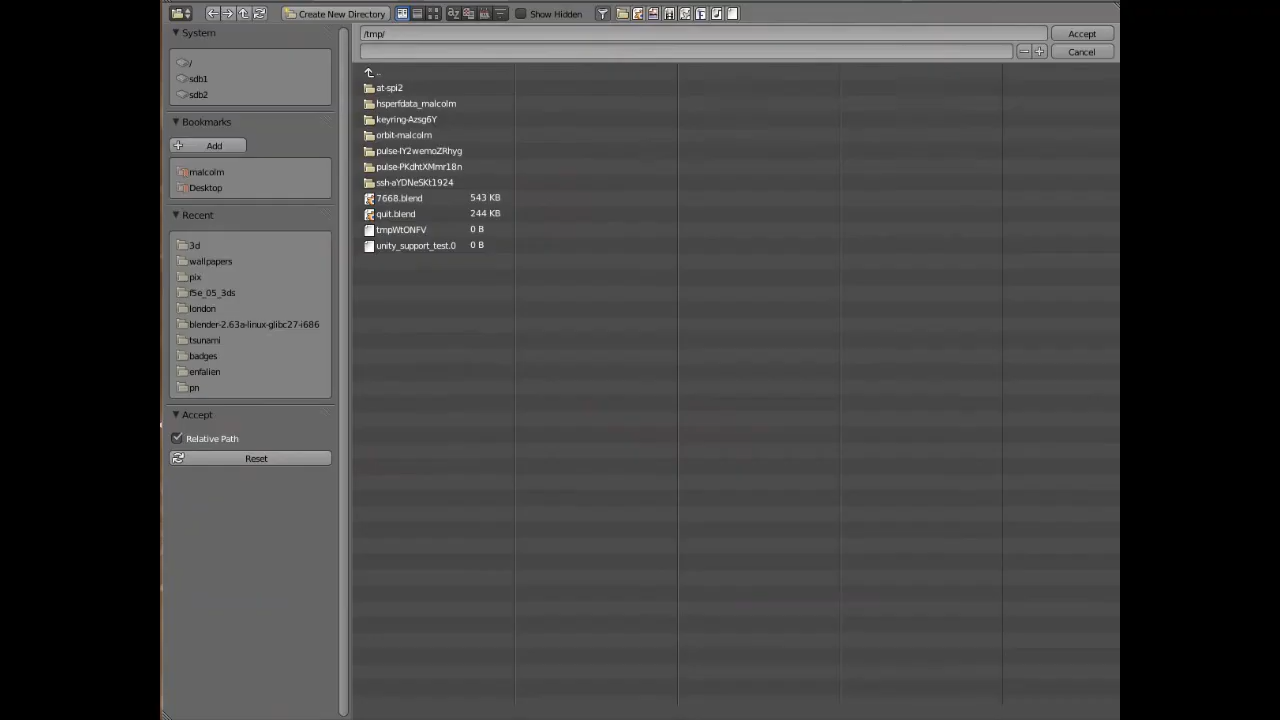 Create New Directory
Show Hidden
System
/tmp/
Accept
Cancel
/
sdb1
sdb2
Bookmarks
Add
malcolm
Desktop
Recent
3d
wallpapers
pix
f5e_05_3ds
london
blender-2.63a-linux-glibc27-i686
tsunami
badges
enfalien
pn
Accept
Relative Path
Reset
..
at-spi2
hsperfdata_malcolm
keyring-Azsg6Y
orbit-malcolm
pulse-lY2wemoZRhyg
pulse-PKdhtXMmr18n
ssh-aYDNeSKt1924
7668.blend 543 KB
quit.blend 244 KB
tmpWtONFV 0 B
unity_support_test.0 0 B